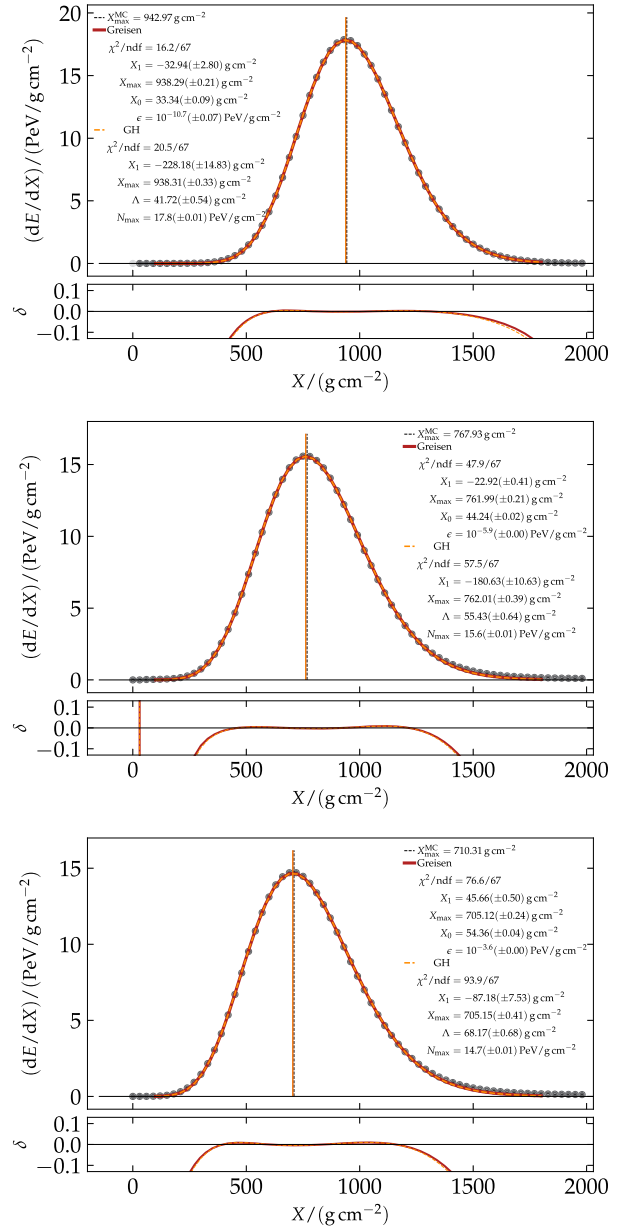 X_max^MC = 942.97 g cm⁻²
Greisen
χ²/ndf = 16.2/67
X₁ = −32.94(±2.80) g cm⁻²
X_max = 938.29(±0.21) g cm⁻²
X₀ = 33.34(±0.09) g cm⁻²
ϵ = 10^−10.7(±0.07) PeV/g cm⁻²
GH
χ²/ndf = 20.5/67
X₁ = −228.18(±14.83) g cm⁻²
X_max = 938.31(±0.33) g cm⁻²
Λ = 41.72(±0.54) g cm⁻²
N_max = 17.8(±0.01) PeV/g cm⁻²
(dE/dX)/(PeV/g cm⁻²)
20
15
10
5
0
δ
0.1
0.0
−0.1
0 500 1000 1500 2000
X/(g cm⁻²)
X_max^MC = 767.93 g cm⁻²
Greisen
χ²/ndf = 47.9/67
X₁ = −22.92(±0.41) g cm⁻²
X_max = 761.99(±0.21) g cm⁻²
X₀ = 44.24(±0.02) g cm⁻²
ϵ = 10^−5.9(±0.00) PeV/g cm⁻²
GH
χ²/ndf = 57.5/67
X₁ = −180.63(±10.63) g cm⁻²
X_max = 762.01(±0.39) g cm⁻²
Λ = 55.43(±0.64) g cm⁻²
N_max = 15.6(±0.01) PeV/g cm⁻²
(dE/dX)/(PeV/g cm⁻²)
15
10
5
0
δ
0.1
0.0
−0.1
0 500 1000 1500 2000
X/(g cm⁻²)
X_max^MC = 710.31 g cm⁻²
Greisen
χ²/ndf = 76.6/67
X₁ = 45.66(±0.50) g cm⁻²
X_max = 705.12(±0.24) g cm⁻²
X₀ = 54.36(±0.04) g cm⁻²
ϵ = 10^−3.6(±0.00) PeV/g cm⁻²
GH
χ²/ndf = 93.9/67
X₁ = −87.18(±7.53) g cm⁻²
X_max = 705.15(±0.41) g cm⁻²
Λ = 68.17(±0.68) g cm⁻²
N_max = 14.7(±0.01) PeV/g cm⁻²
(dE/dX)/(PeV/g cm⁻²)
15
10
5
0
δ
0.1
0.0
−0.1
0 500 1000 1500 2000
X/(g cm⁻²)